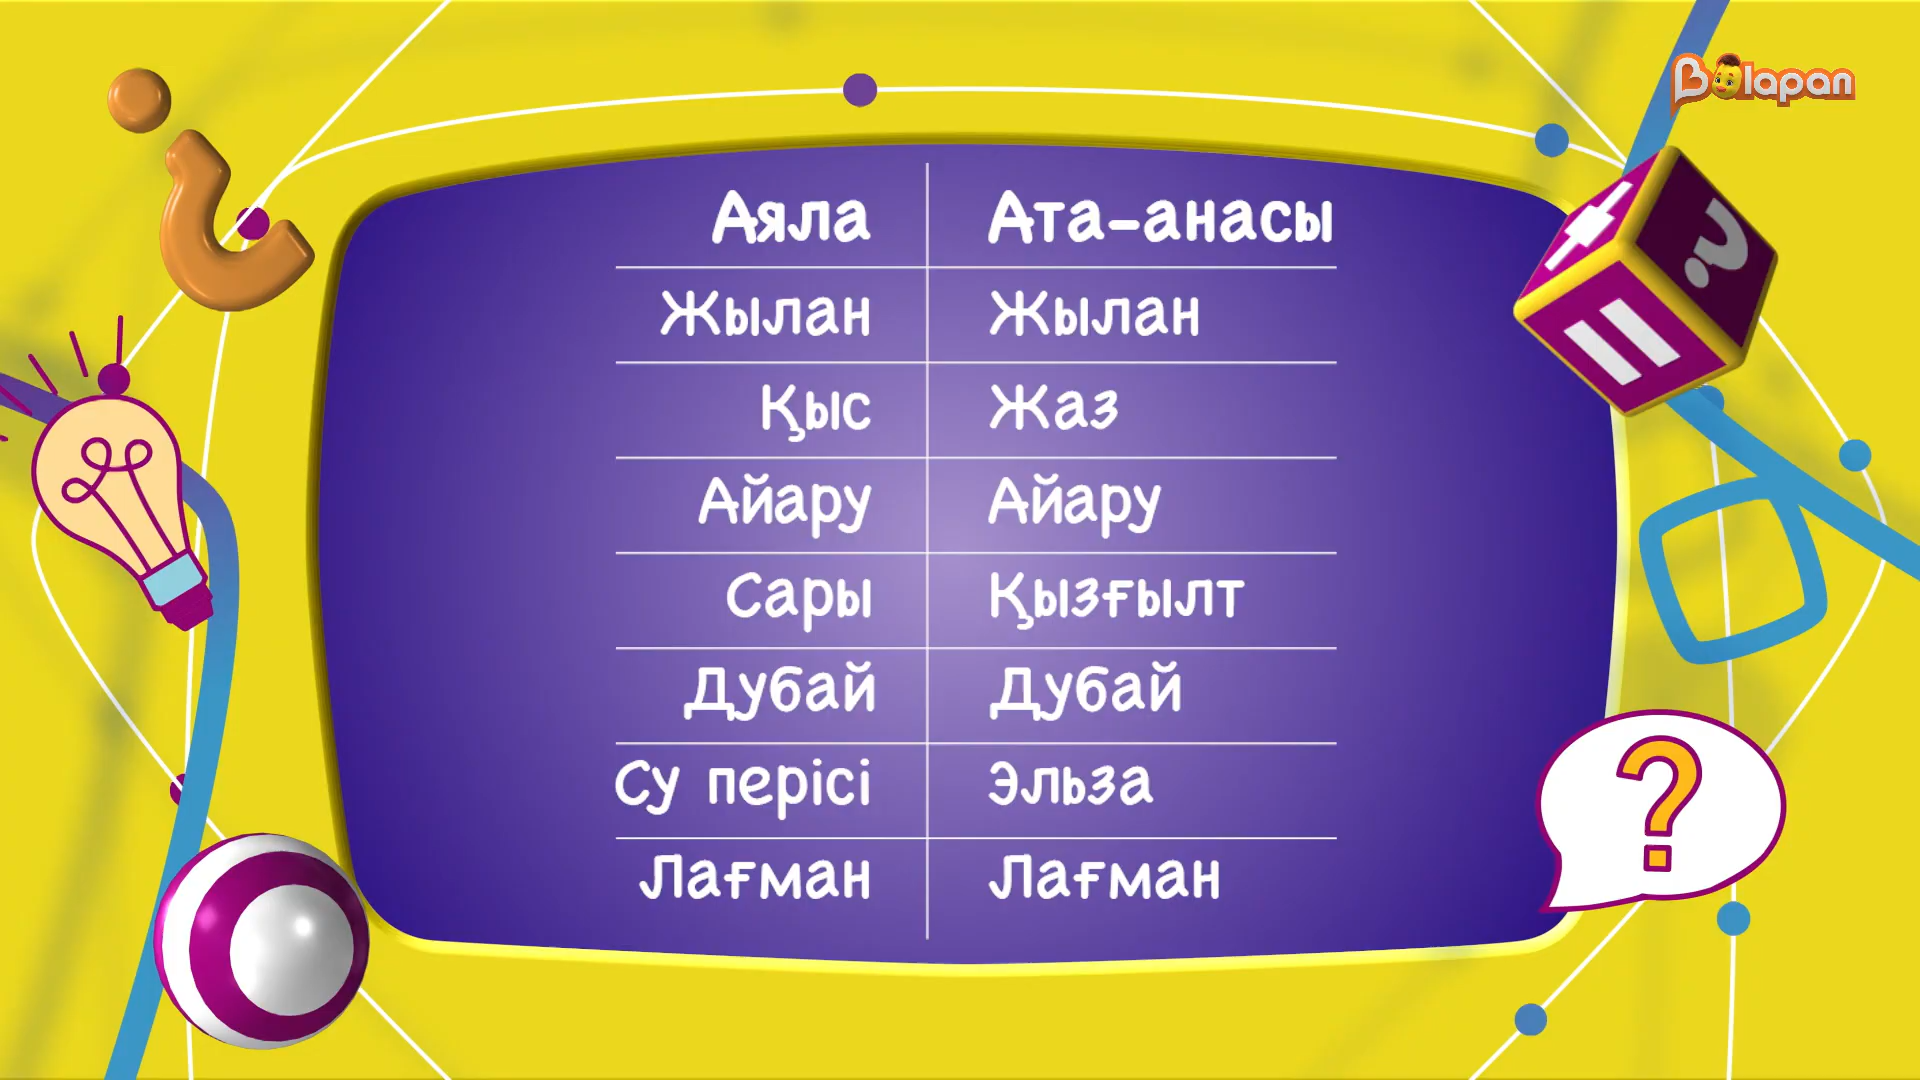 Bolapan
Аяла Ата-анасы
Жылан Жылан
Қыс Жаз
Айару Айару
Сары Қызғылт
Дубай Дубай
Су перісі Эльза
Лағман Лағман
?
?